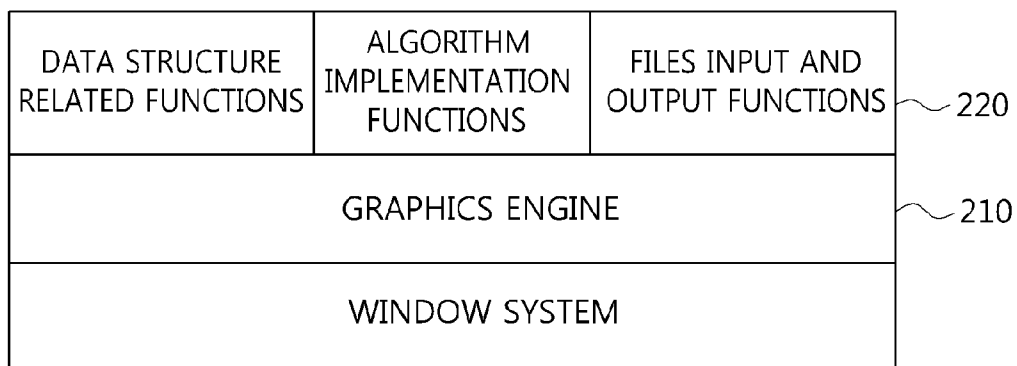 DATA STRUCTURE
RELATED FUNCTIONS
ALGORITHM
IMPLEMENTATION
FUNCTIONS
FILES INPUT AND
OUTPUT FUNCTIONS
220
GRAPHICS ENGINE
210
WINDOW SYSTEM